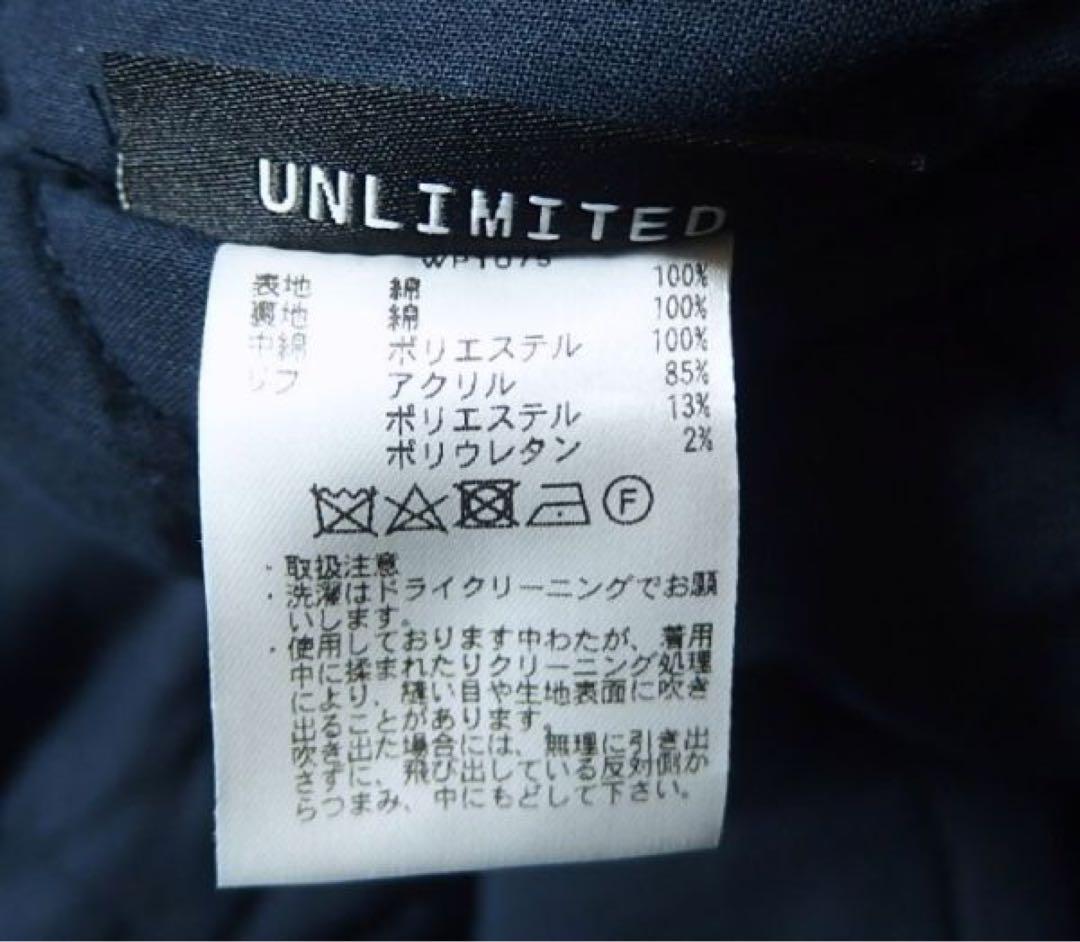 UNLIMITED
WP1075
表地 綿 100%
裏地 綿 100%
中綿 ポリエステル 100%
リブ アクリル 85%
ポリエステル 13%
ポリウレタン 2%
F
・取扱注意
・洗濯はドライクリーニングでお願
いします。
・使用しております中わたが、着用
中に揉まれたりクリーニング処理
により、縫い目や生地表面に吹き
出ることがあります。
吹き出た場合には、無理に引き出
さずに、飛び出している反対側か
らつまみ、中にもどして下さい。